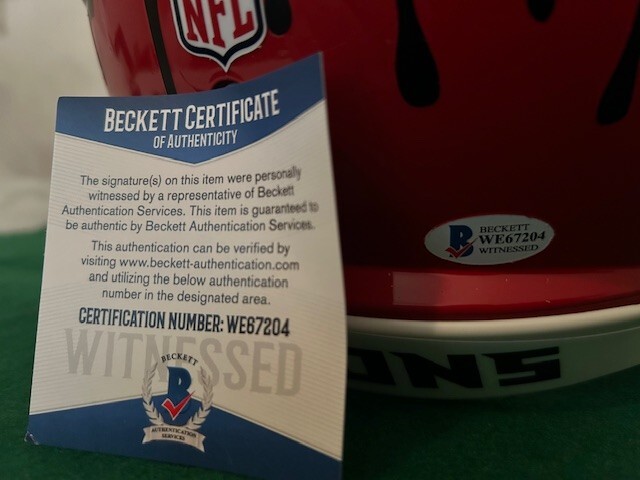 NFL
BECKETT CERTIFICATE
OF AUTHENTICITY
The signature(s) on this item were personally
witnessed by a representative of Beckett
Authentication Services. This item is guaranteed to
be authentic by Beckett Authentication Services.
This authentication can be verified by
visiting www.beckett-authentication.com
and utilizing the below authentication
number in the designated area.
CERTIFICATION NUMBER: WE67204
WITNESSED
BECKETT
B
AUTHENTICATION
SERVICES
B
BECKETT
WE67204
WITNESSED
ONS